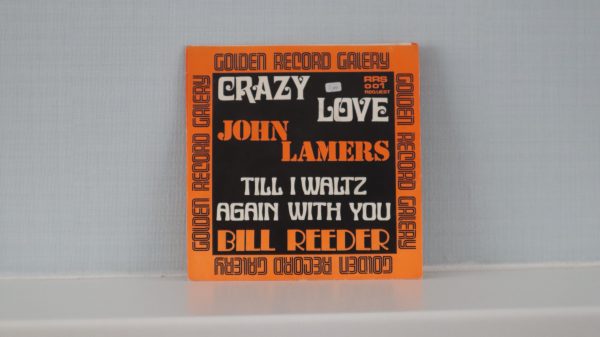 GOLDEN RECORD GALERY
CRAZY
LOVE
RRS
001
REQUEST
JOHN
LAMERS
TILL I WALTZ
AGAIN WITH YOU
BILL REEDER
GOLDEN RECORD GALERY
GOLDEN RECORD GALERY
GOLDEN RECORD GALERY